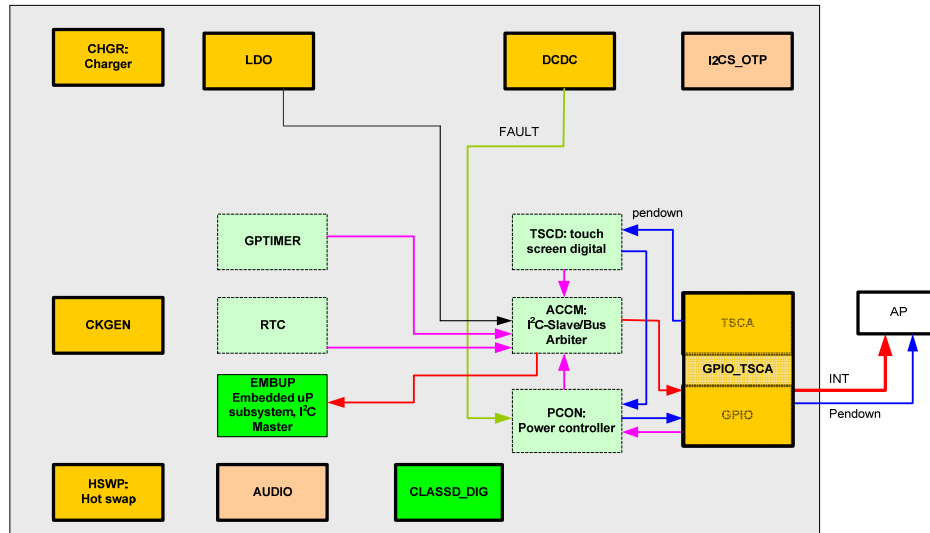 CHGR:
Charger
LDO
DCDC
I2CS_OTP
FAULT
GPTIMER
TSCD: touch
screen digital
pendown
CKGEN
RTC
ACCM:
I²C-Slave/Bus
Arbiter
TSCA
GPIO_TSCA
GPIO
AP
INT
Pendown
EMBUP
Embedded uP
subsystem, I²C
Master
PCON:
Power controller
HSWP:
Hot swap
AUDIO
CLASSD_DIG